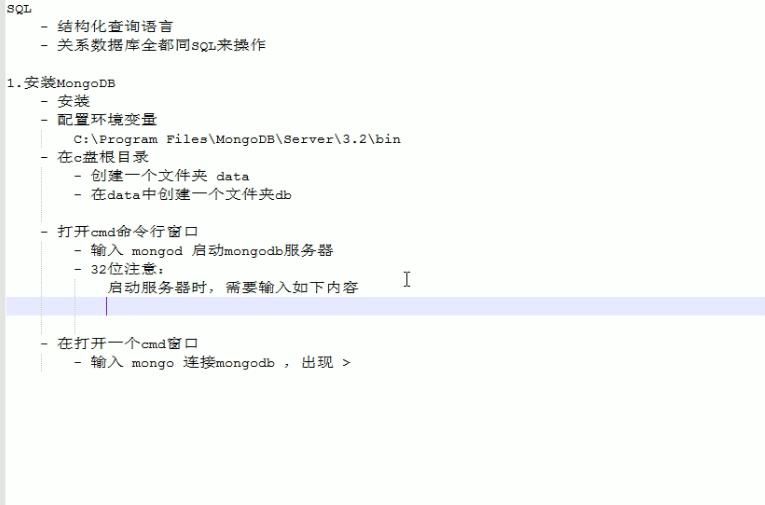 SQL
- 结构化查询语言
- 关系数据库全都同SQL来操作
1.安装MongoDB
- 安装
- 配置环境变量
C:\Program Files\MongoDB\Server\3.2\bin
- 在c盘根目录
- 创建一个文件夹 data
- 在data中创建一个文件夹db
- 打开cmd命令行窗口
- 输入 mongod 启动mongodb服务器
- 32位注意：
启动服务器时，需要输入如下内容
- 在打开一个cmd窗口
- 输入 mongo 连接mongodb ，出现 >